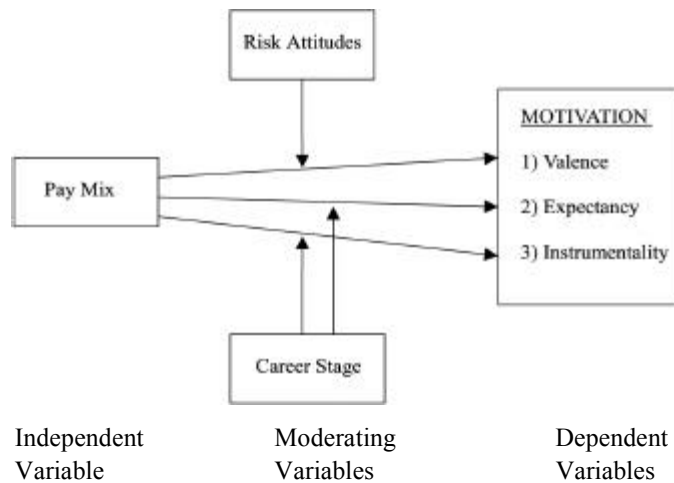 Risk Attitudes
MOTIVATION
Pay Mix
1) Valence
2) Expectancy
3) Instrumentality
Career Stage
Independent Variable
Moderating Variables
Dependent Variables